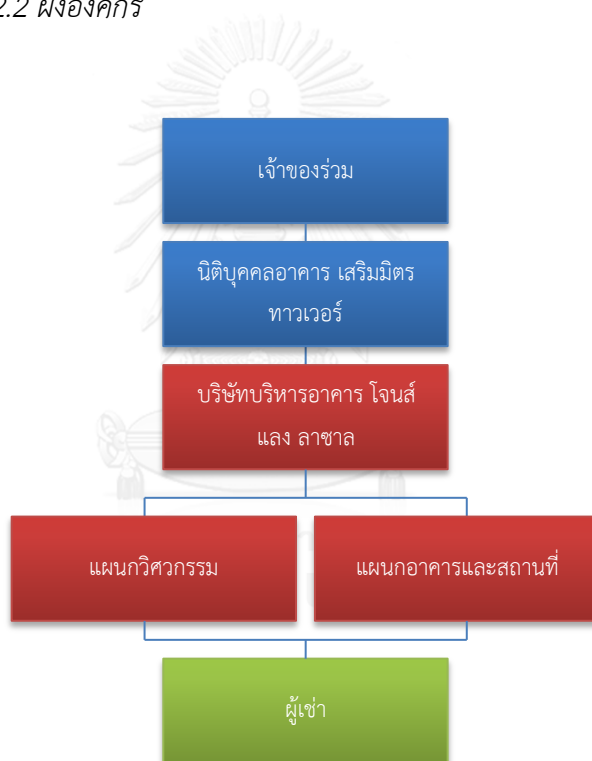 2.2 ผังองค์กร
เจ้าของร่วม
นิติบุคคลอาคาร เสริมมิตร
ทาวเวอร์
บริษัทบริหารอาคาร โจนส์
แลง ลาซาล
แผนกวิศวกรรม
แผนกอาคารและสถานที่
ผู้เช่า